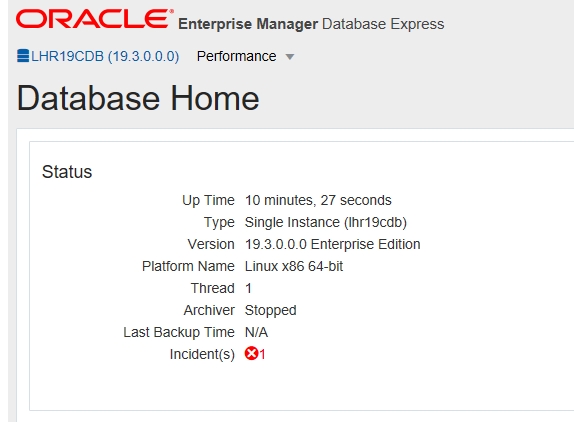 ORACLE® Enterprise Manager Database Express
LHR19CDB (19.3.0.0.0) Performance
Database Home
Status
Up Time 10 minutes, 27 seconds
Type Single Instance (lhr19cdb)
Version 19.3.0.0.0 Enterprise Edition
Platform Name Linux x86 64-bit
Thread 1
Archiver Stopped
Last Backup Time N/A
Incident(s) 1